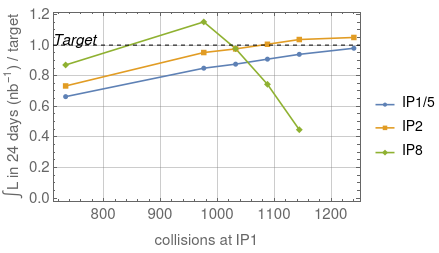 ∫L in 24 days (nb⁻¹) / target
1.2
1.0
0.8
0.6
0.4
0.2
0.0
Target
800
900
1000
1100
1200
collisions at IP1
IP1/5
IP2
IP8